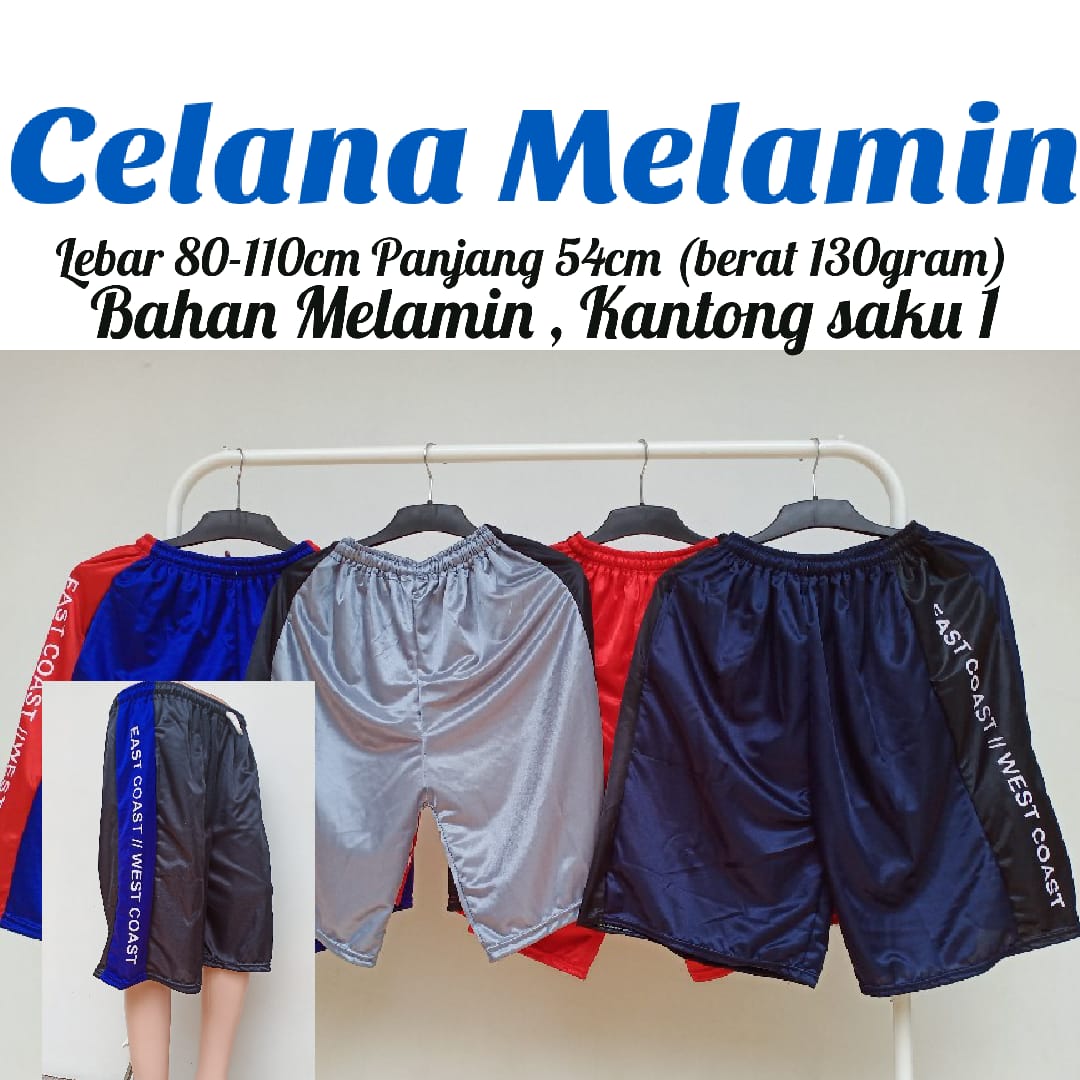 Celana Melamin
Lebar 80-110cm Panjang 54cm (berat 130gram)
Bahan Melamin , Kantong saku 1
EAST COAST // WEST
EAST COAST // WEST COAST
EAST COAST // WEST COAST